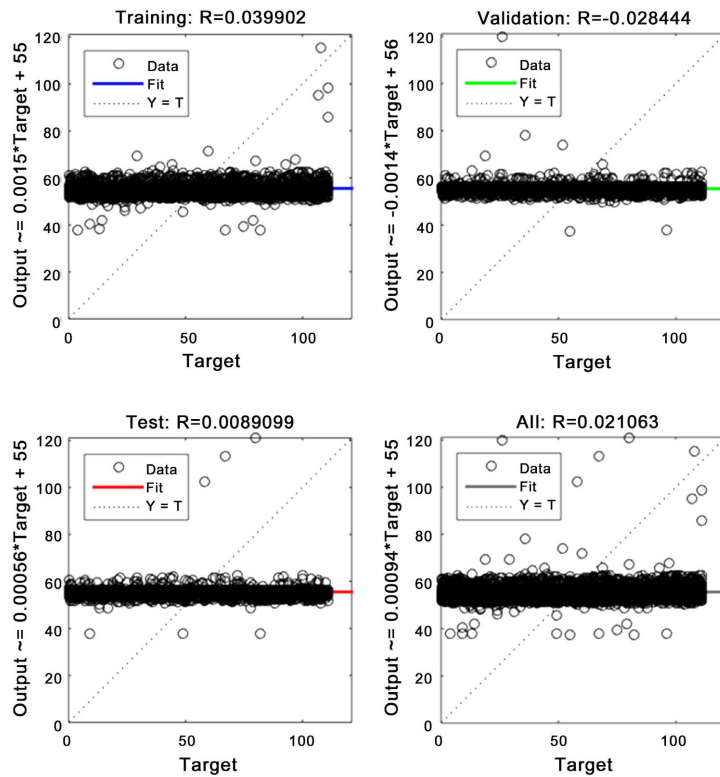 Training: R=0.039902
Output ~= 0.0015*Target + 55
120
100
80
60
40
20
0
Data
Fit
Y = T
0
50
100
Target
Validation: R=-0.028444
Output ~= -0.0014*Target + 56
120
100
80
60
40
20
0
Data
Fit
Y = T
0
50
100
Target
Test: R=0.0089099
Output ~= 0.00056*Target + 55
120
100
80
60
40
20
0
Data
Fit
Y = T
0
50
100
Target
All: R=0.021063
Output ~= 0.00094*Target + 55
120
100
80
60
40
20
0
Data
Fit
Y = T
0
50
100
Target